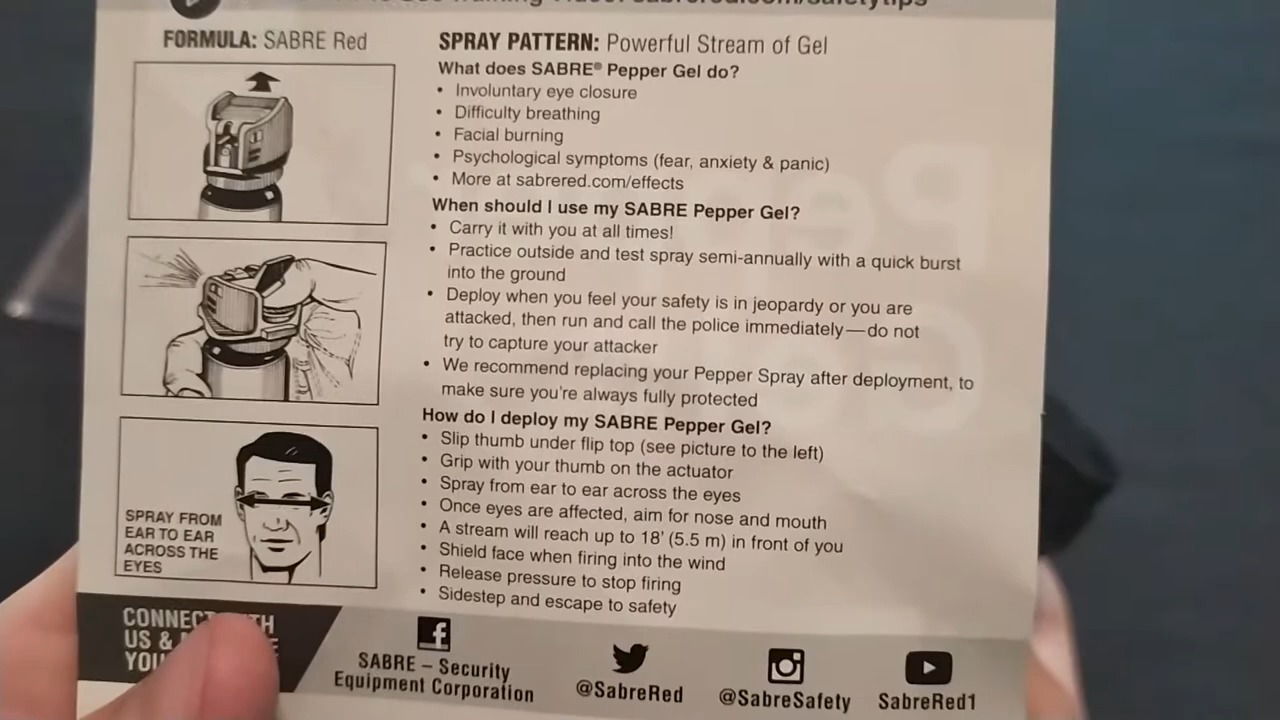 sabrered.com/safetytips
FORMULA: SABRE Red
SPRAY PATTERN: Powerful Stream of Gel
What does SABRE® Pepper Gel do?
• Involuntary eye closure
• Difficulty breathing
• Facial burning
• Psychological symptoms (fear, anxiety & panic)
• More at sabrered.com/effects
When should I use my SABRE Pepper Gel?
• Carry it with you at all times!
• Practice outside and test spray semi-annually with a quick burst
into the ground
• Deploy when you feel your safety is in jeopardy or you are
attacked, then run and call the police immediately—do not
try to capture your attacker
• We recommend replacing your Pepper Spray after deployment, to
make sure you're always fully protected
How do I deploy my SABRE Pepper Gel?
• Slip thumb under flip top (see picture to the left)
• Grip with your thumb on the actuator
• Spray from ear to ear across the eyes
• Once eyes are affected, aim for nose and mouth
• A stream will reach up to 18' (5.5 m) in front of you
• Shield face when firing into the wind
• Release pressure to stop firing
• Sidestep and escape to safety
SPRAY FROM
EAR TO EAR
ACROSS THE
EYES
CONNECT
US &
SABRE – Security
Equipment Corporation
@SabreRed
@SabreSafety
SabreRed1